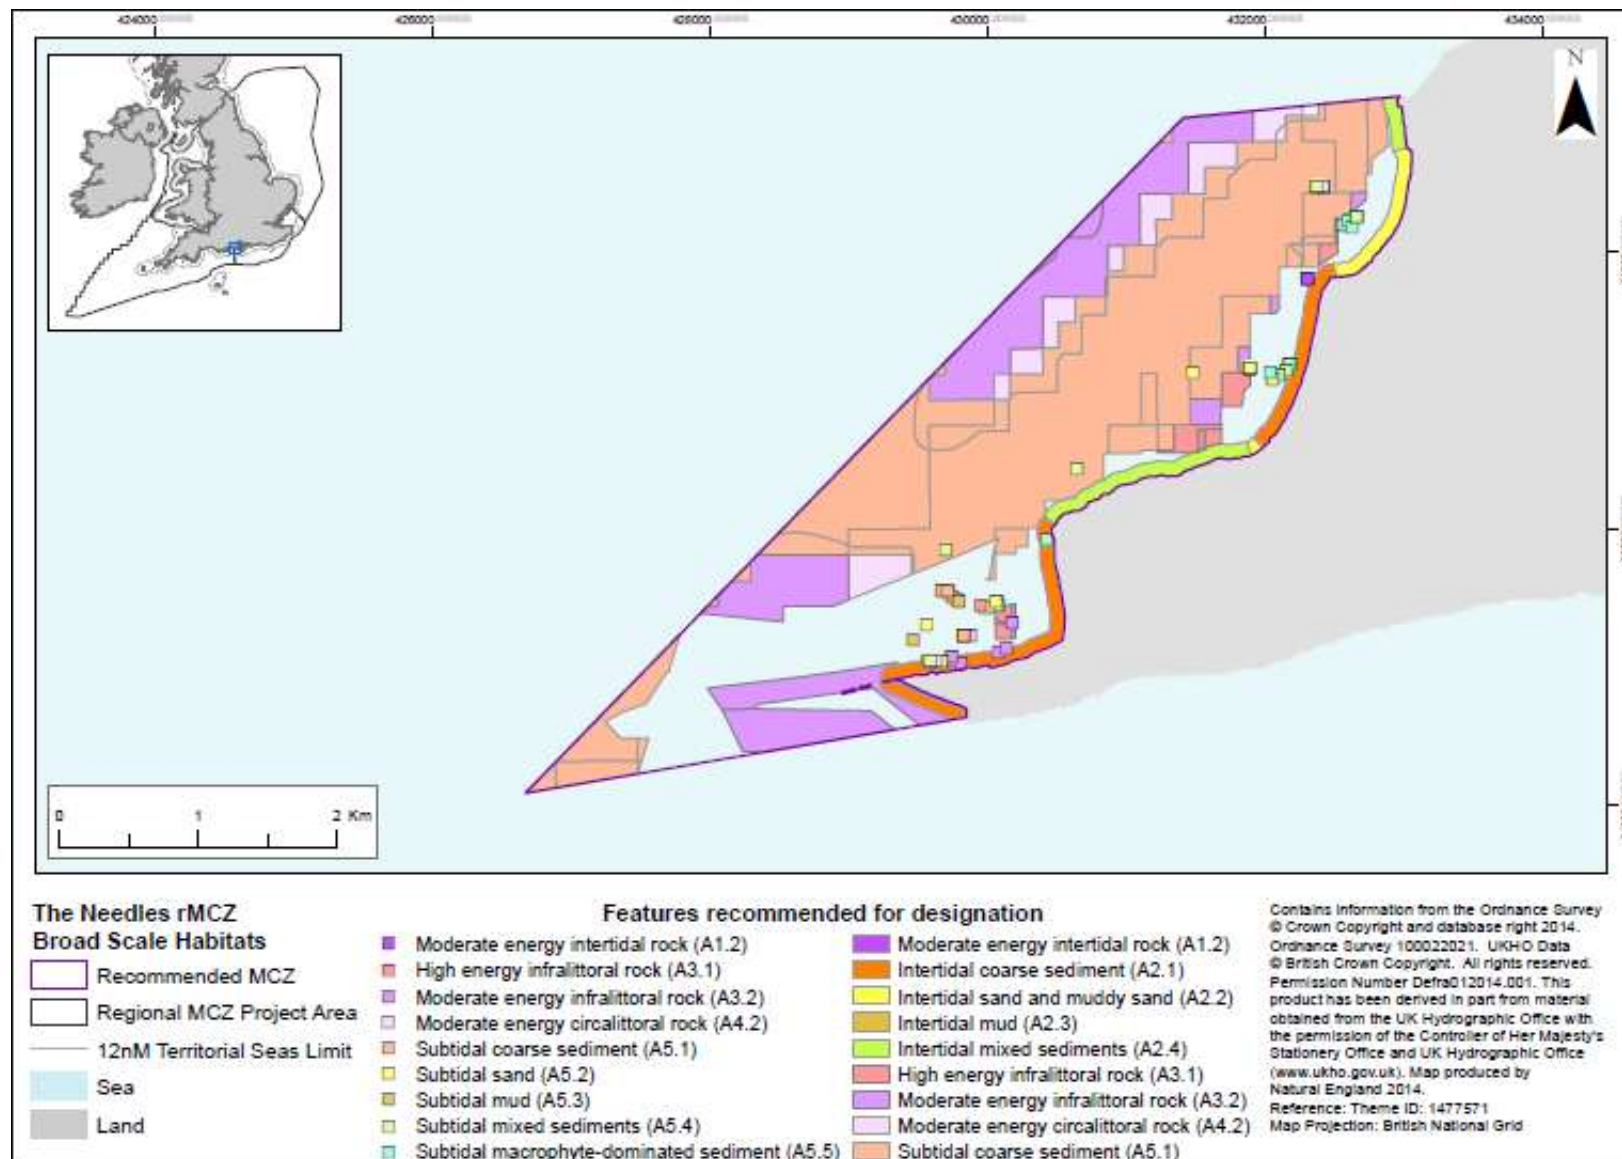 424000
426000
428000
430000
432000
434000
N
0 1 2 Km
The Needles rMCZ
Broad Scale Habitats
Recommended MCZ
Regional MCZ Project Area
12nM Territorial Seas Limit
Sea
Land
Features recommended for designation
Moderate energy intertidal rock (A1.2)
High energy infralittoral rock (A3.1)
Moderate energy infralittoral rock (A3.2)
Moderate energy circalittoral rock (A4.2)
Subtidal coarse sediment (A5.1)
Subtidal sand (A5.2)
Subtidal mud (A5.3)
Subtidal mixed sediments (A5.4)
Subtidal macrophyte-dominated sediment (A5.5)
Moderate energy intertidal rock (A1.2)
Intertidal coarse sediment (A2.1)
Intertidal sand and muddy sand (A2.2)
Intertidal mud (A2.3)
Intertidal mixed sediments (A2.4)
High energy infralittoral rock (A3.1)
Moderate energy infralittoral rock (A3.2)
Moderate energy circalittoral rock (A4.2)
Subtidal coarse sediment (A5.1)
Contains information from the Ordnance Survey
© Crown Copyright and database right 2014.
Ordnance Survey 100022021. UKHO Data
© British Crown Copyright. All rights reserved.
Permission Number Defra012014.001. This
product has been derived in part from material
obtained from the UK Hydrographic Office with
the permission of the Controller of Her Majesty's
Stationery Office and UK Hydrographic Office
(www.ukho.gov.uk). Map produced by
Natural England 2014.
Reference: Theme ID: 1477571
Map Projection: British National Grid